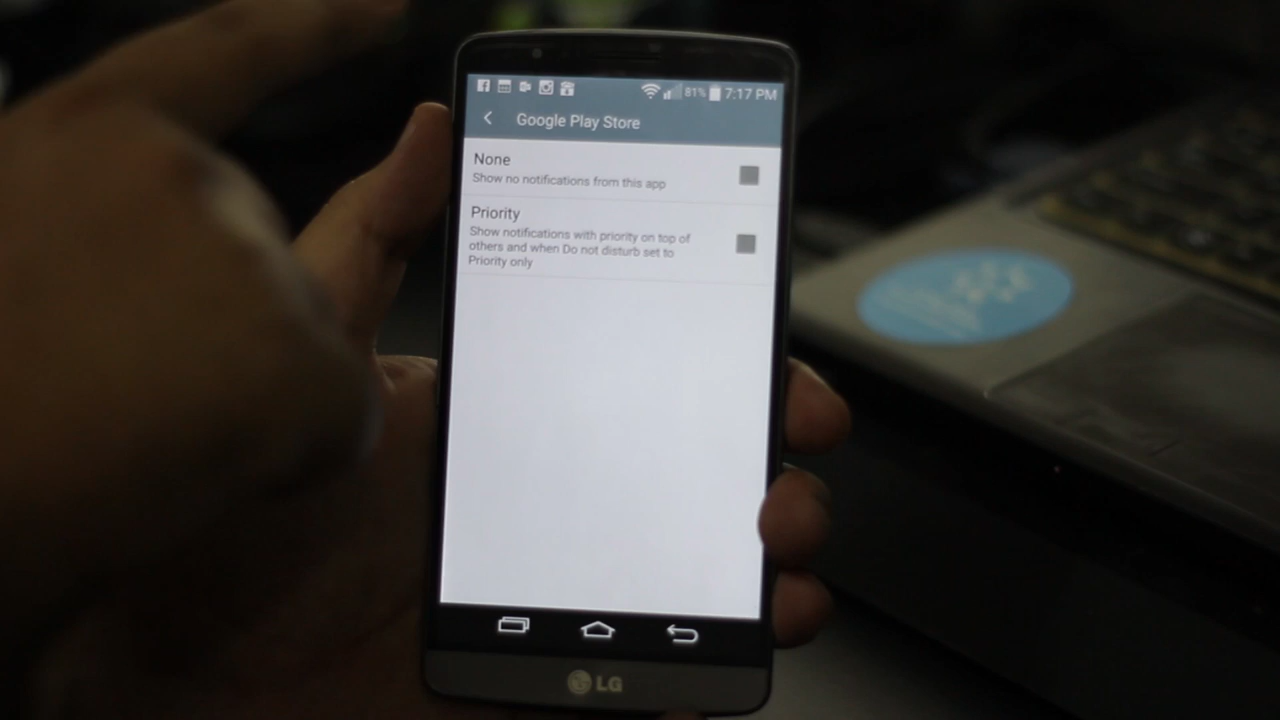 81% 7:17 PM
Google Play Store
None
Show no notifications from this app
Priority
Show notifications with priority on top of
others and when Do not disturb set to
Priority only
LG